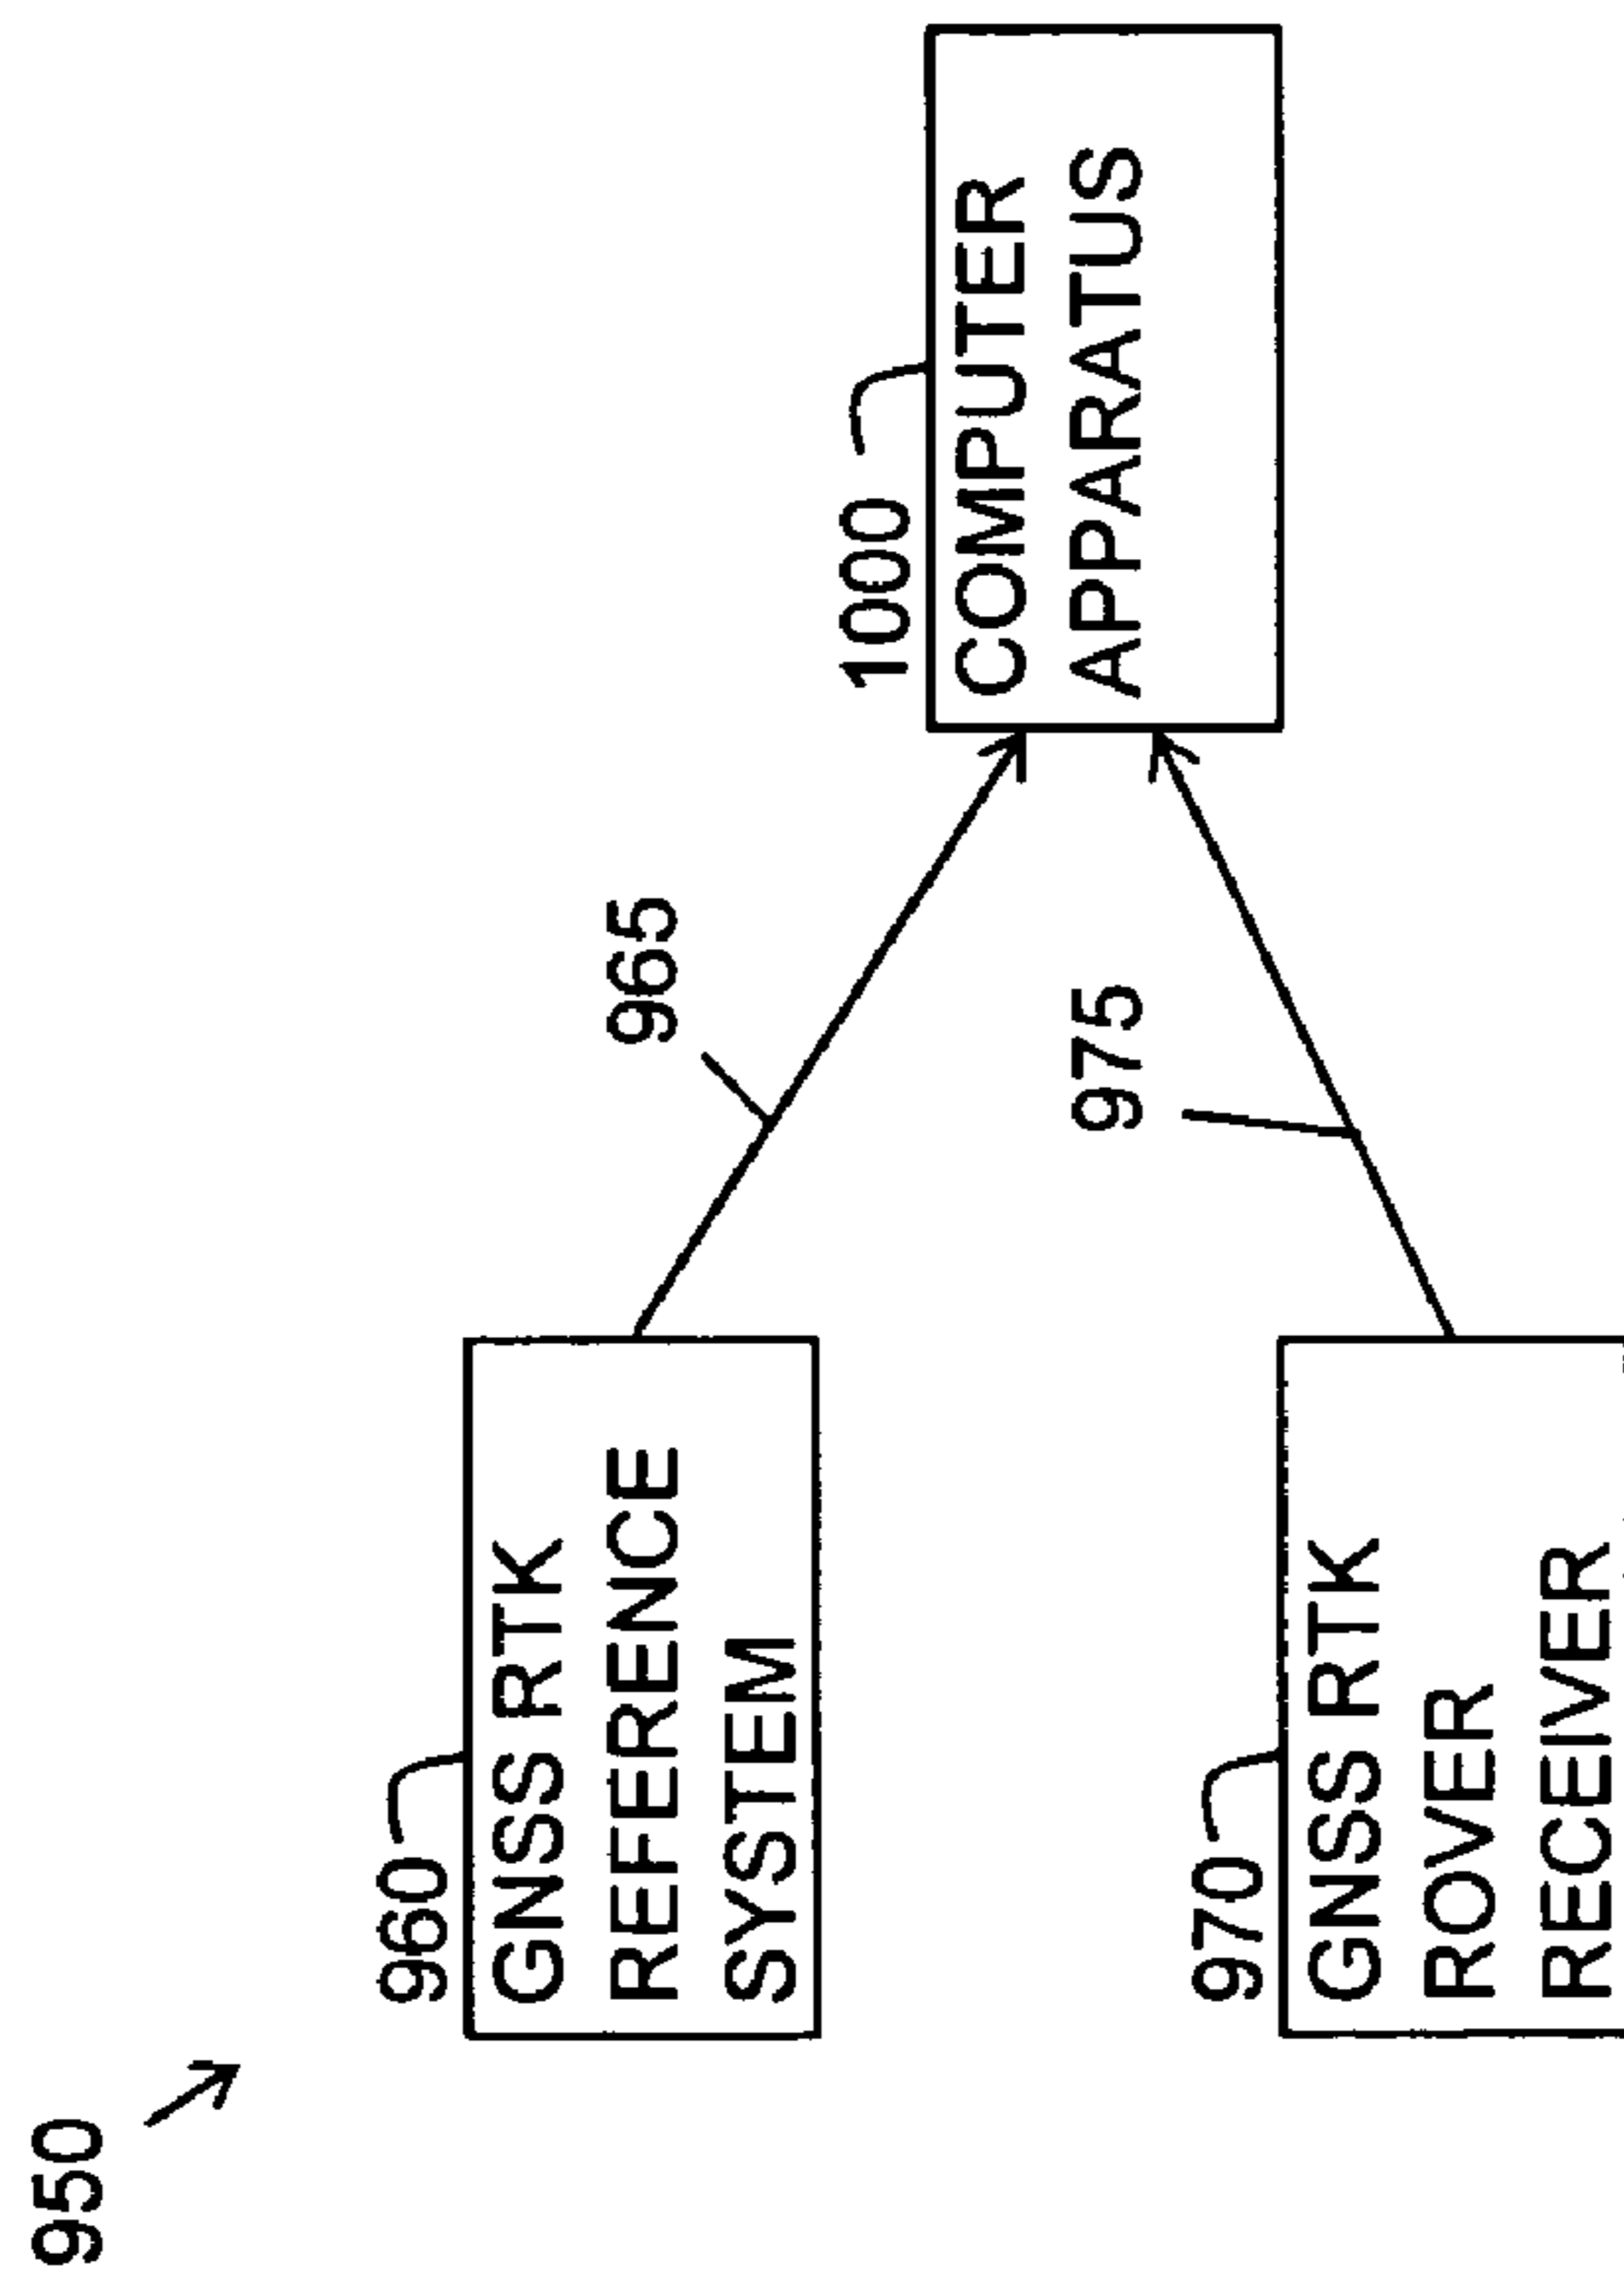 950
960
GNSS RTK
REFERENCE
SYSTEM
965
1000
COMPUTER
APPARATUS
975
970
GNSS RTK
ROVER
RECEIVER